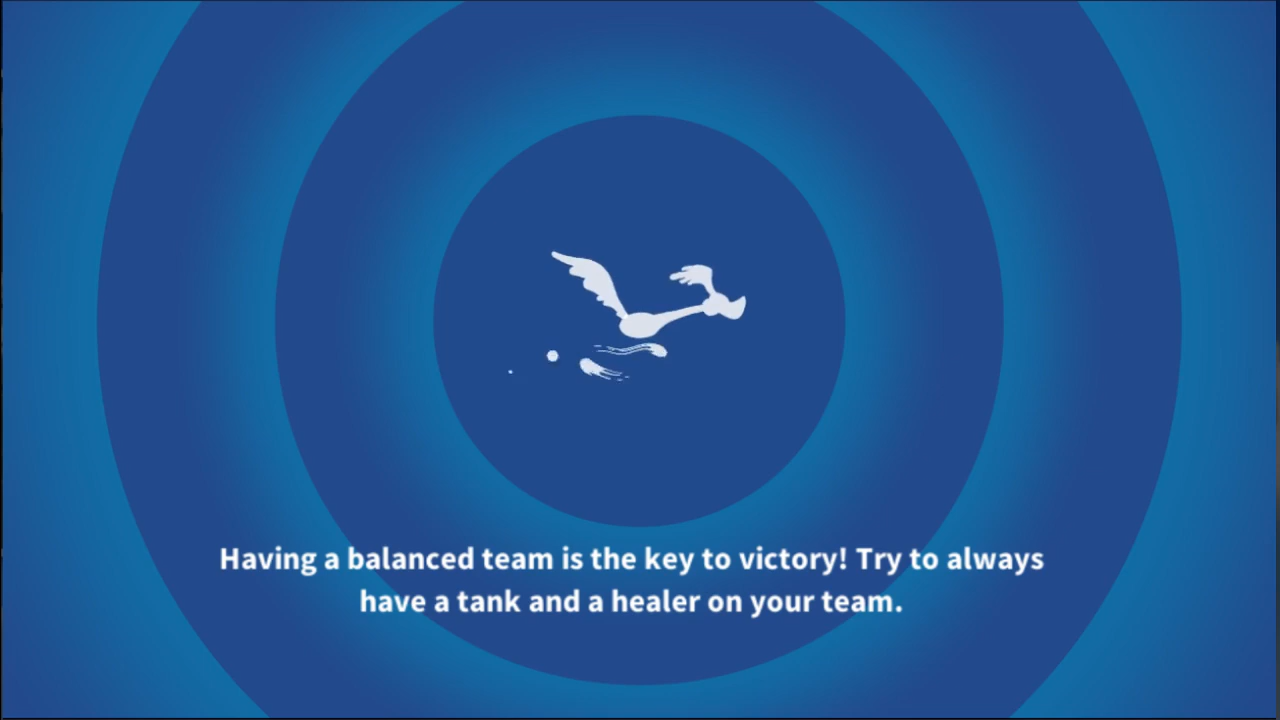 Having a balanced team is the key to victory! Try to always
have a tank and a healer on your team.